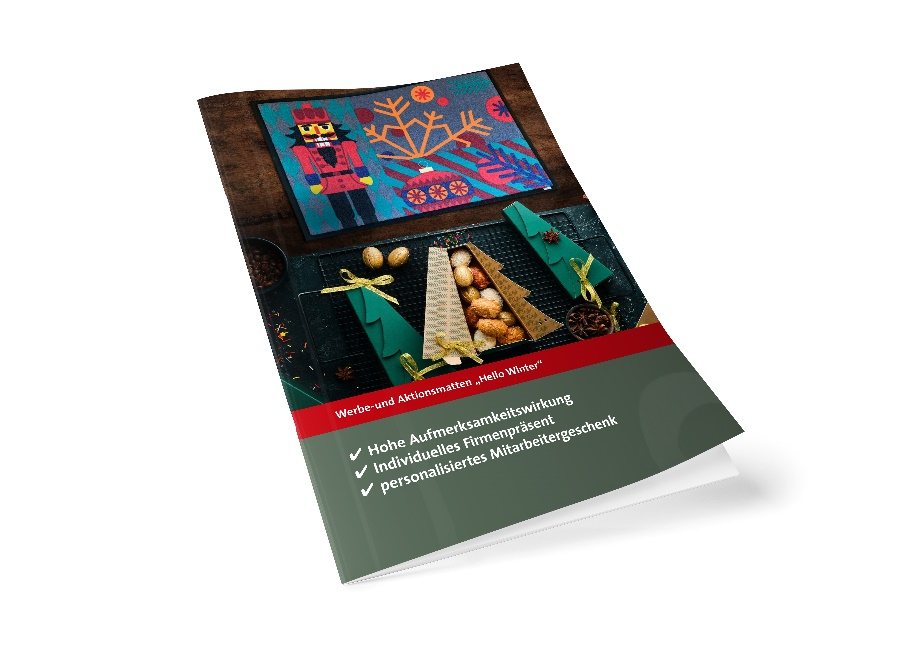 Werbe-und Aktionsmatten „Hello Winter“
✔ Hohe Aufmerksamkeitswirkung
✔ Individuelles Firmenpräsent
✔ personalisiertes Mitarbeitergeschenk